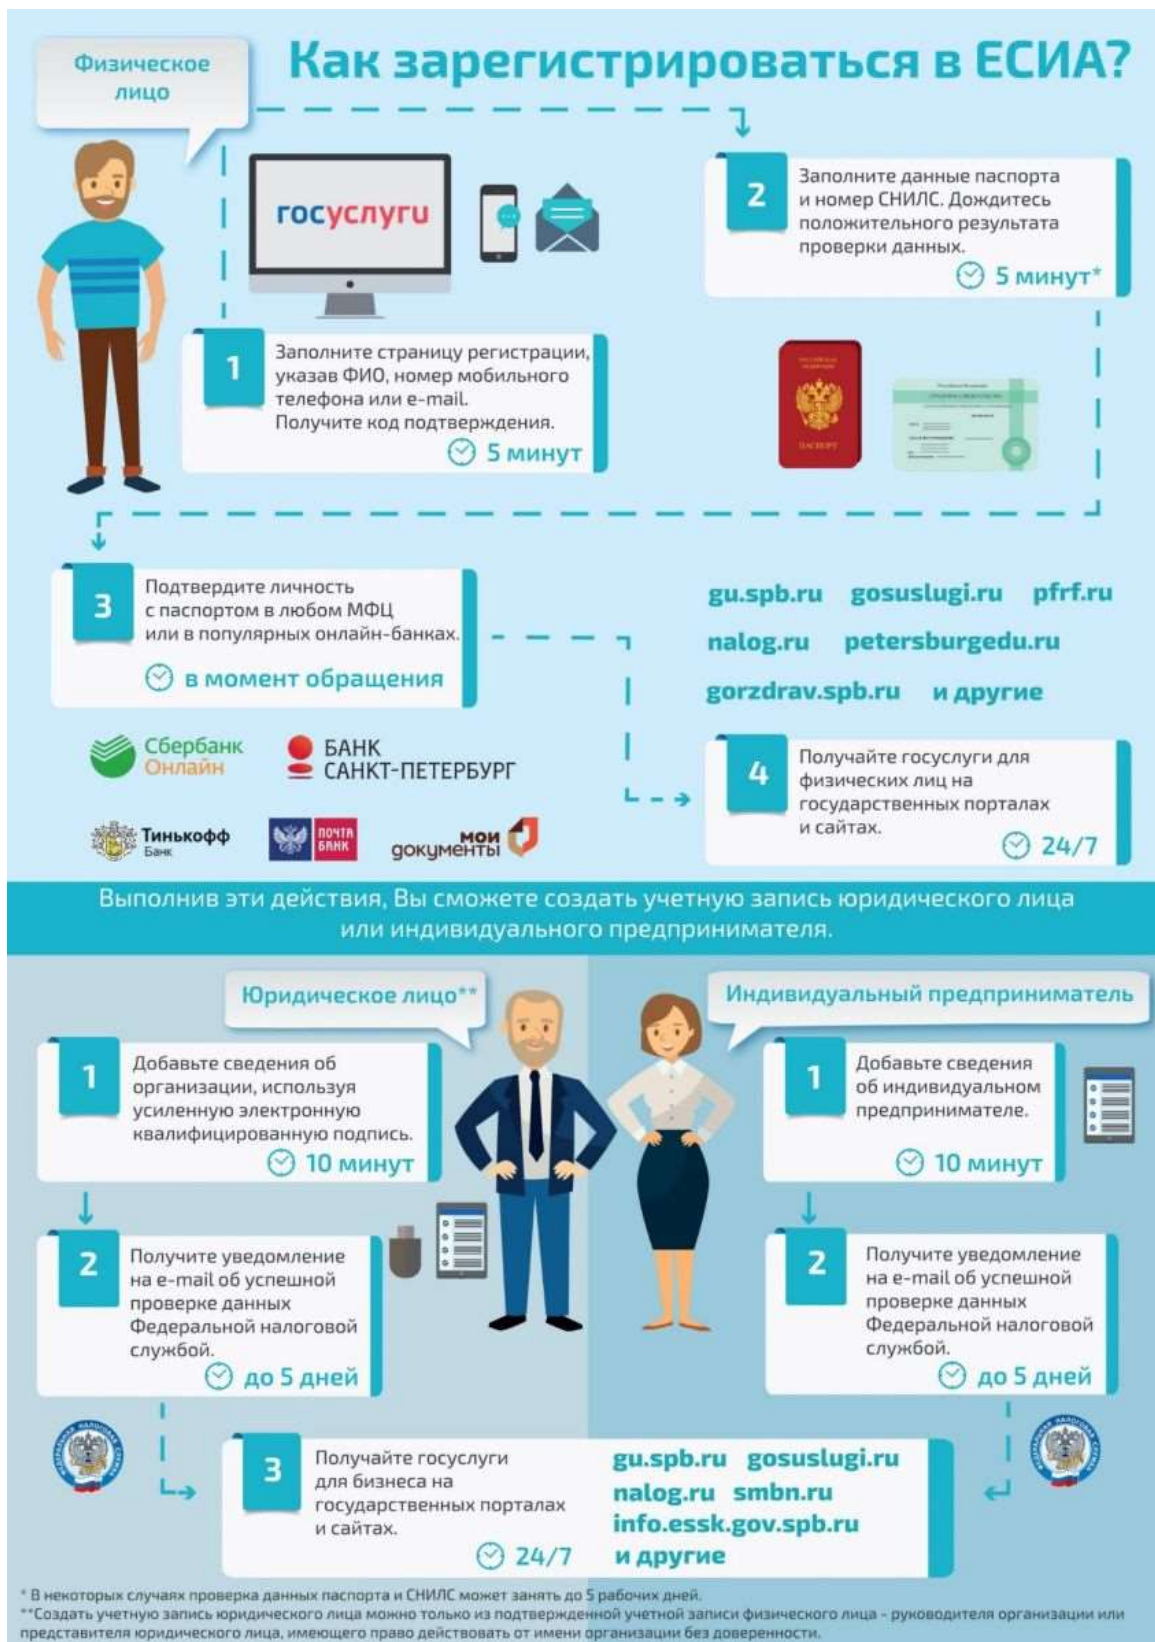 Физическое
лицо
Как зарегистрироваться в ЕСИА?
госуслуги
1
Заполните страницу регистрации,
указав ФИО, номер мобильного
телефона или e-mail.
Получите код подтверждения.
5 минут
2
Заполните данные паспорта
и номер СНИЛС. Дождитесь
положительного результата
проверки данных.
5 минут*
ПАСПОРТ
3
Подтвердите личность
с паспортом в любом МФЦ
или в популярных онлайн-банках.
в момент обращения
Сбербанк
Онлайн
БАНК
САНКТ-ПЕТЕРБУРГ
Тинькофф
Банк
ПОЧТА
БАНК
мои
документы
gu.spb.ru gosuslugi.ru pfrf.ru
nalog.ru petersburgedu.ru
gorzdrav.spb.ru и другие
4
Получайте госуслуги для
физических лиц на
государственных порталах
и сайтах.
24/7
Выполнив эти действия, Вы сможете создать учетную запись юридического лица
или индивидуального предпринимателя.
Юридическое лицо**
1
Добавьте сведения об
организации, используя
усиленную электронную
квалифицированную подпись.
10 минут
2
Получите уведомление
на e-mail об успешной
проверке данных
Федеральной налоговой
службой.
до 5 дней
Индивидуальный предприниматель
1
Добавьте сведения
об индивидуальном
предпринимателе.
10 минут
2
Получите уведомление
на e-mail об успешной
проверке данных
Федеральной налоговой
службой.
до 5 дней
3
Получайте госуслуги
для бизнеса на
государственных порталах
и сайтах.
24/7
gu.spb.ru gosuslugi.ru
nalog.ru smbn.ru
info.essk.gov.spb.ru
и другие
* В некоторых случаях проверка данных паспорта и СНИЛС может занять до 5 рабочих дней.
**Создать учетную запись юридического лица можно только из подтвержденной учетной записи физического лица - руководителя организации или
представителя юридического лица, имеющего право действовать от имени организации без доверенности.